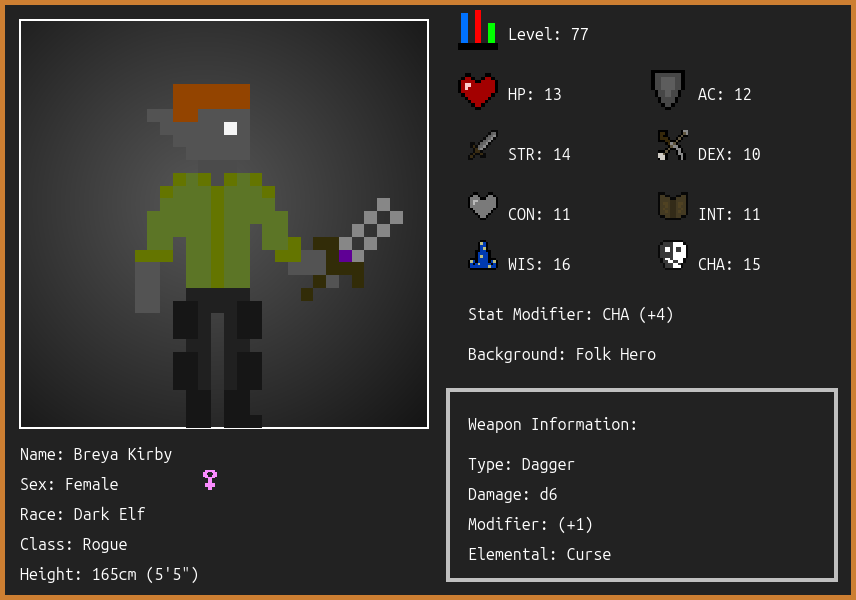 Level: 77
HP: 13
AC: 12
STR: 14
DEX: 10
CON: 11
INT: 11
WIS: 16
CHA: 15
Stat Modifier: CHA (+4)
Background: Folk Hero
Weapon Information:
Type: Dagger
Damage: d6
Modifier: (+1)
Elemental: Curse
Name: Breya Kirby
Sex: Female
Race: Dark Elf
Class: Rogue
Height: 165cm (5'5")